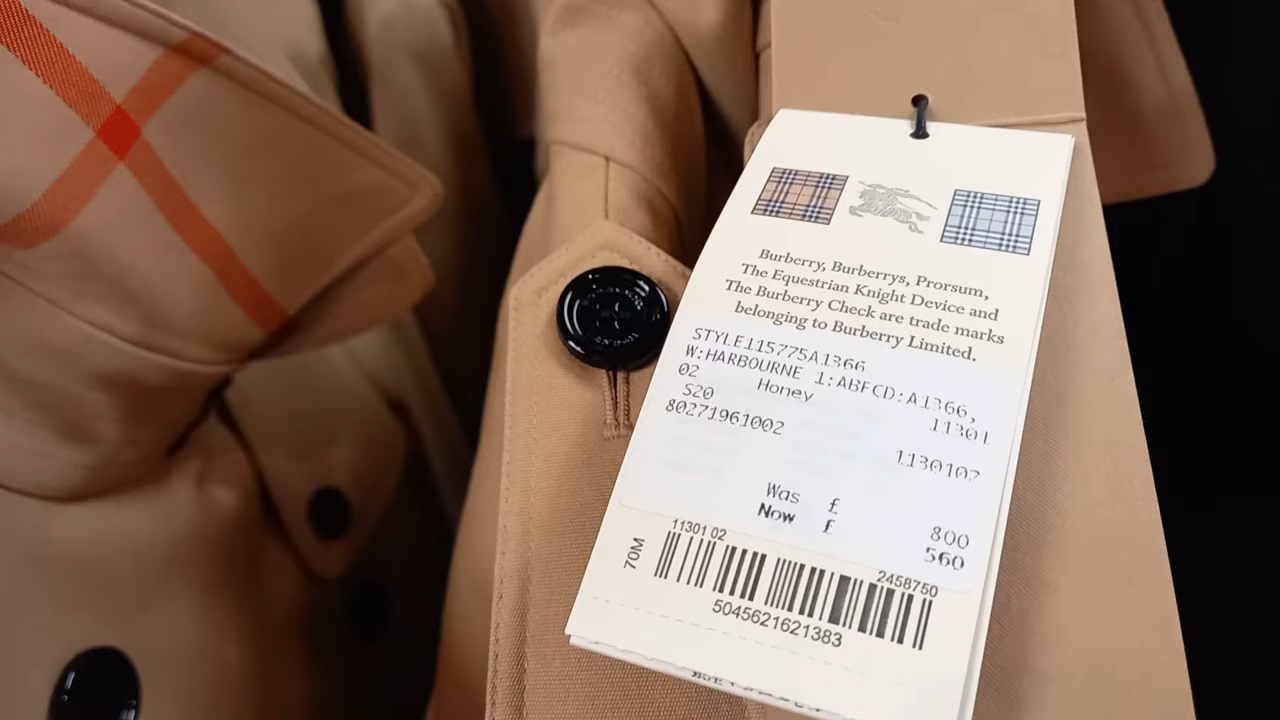 Burberry, Burberrys, Prorsum,
The Equestrian Knight Device and
The Burberry Check are trade marks
belonging to Burberry Limited.
STYLE115775A1366
W:HARBOURNE 1:ABFCD:A1366,
02 Honey 11301
S20
80271961002 1130102
Was £ 800
Now £ 560
11301 02
70M
2458750
5045621621383